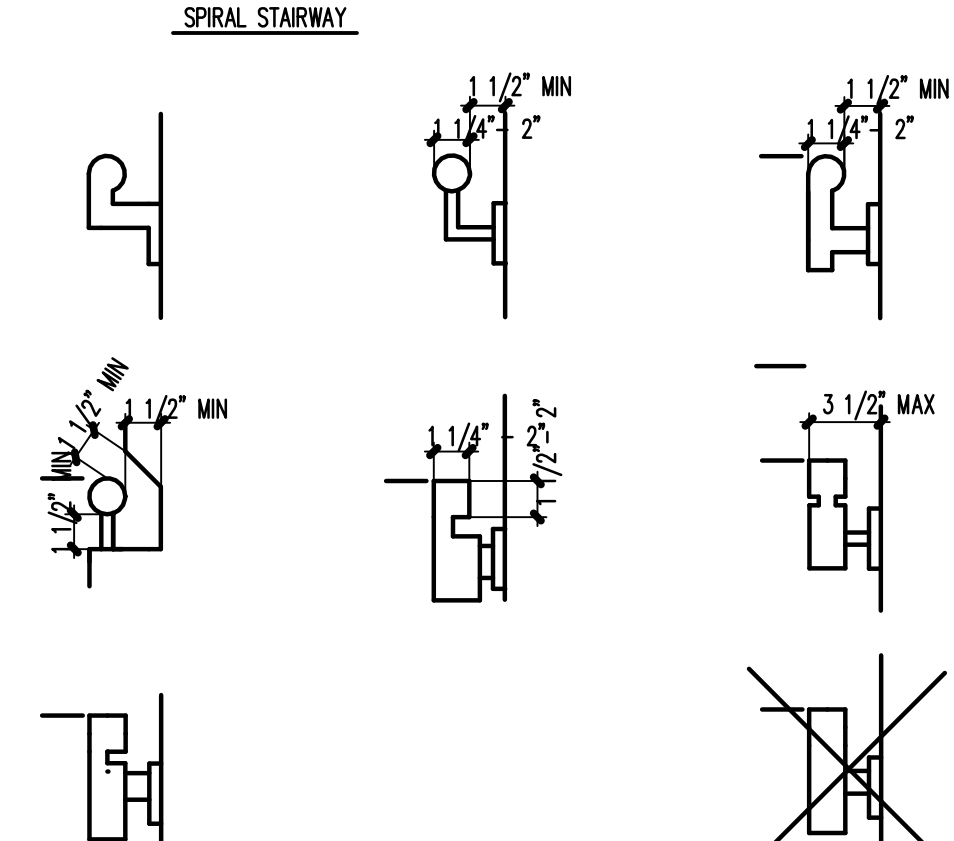 SPIRAL STAIRWAY
1 1/2" MIN
1 1/4" - 2"
1 1/2" MIN
1 1/4" - 2"
1 1/2" MIN
1 1/2" MIN
1 1/2" MIN
1 1/4" - 2"
1 1/2" - 2"
3 1/2" MAX